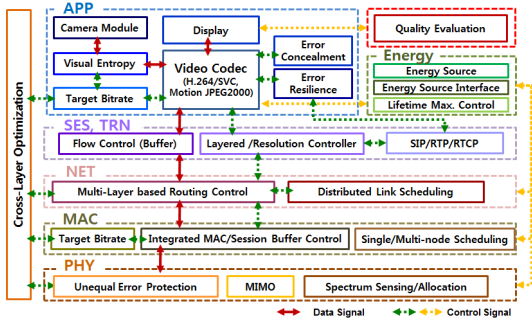 APP
Camera Module
Display
Quality Evaluation
Visual Entropy
Video Codec
(H.264/SVC,
Motion JPEG2000)
Error
Concealment
Error
Resilience
Target Bitrate
Energy
Energy Source
Energy Source Interface
Lifetime Max. Control
Cross-Layer Optimization
SES, TRN
Flow Control (Buffer)
Layered /Resolution Controller
SIP/RTP/RTCP
NET
Multi-Layer based Routing Control
Distributed Link Scheduling
MAC
Target Bitrate
Integrated MAC/Session Buffer Control
Single/Multi-node Scheduling
PHY
Unequal Error Protection
MIMO
Spectrum Sensing/Allocation
Data Signal
Control Signal